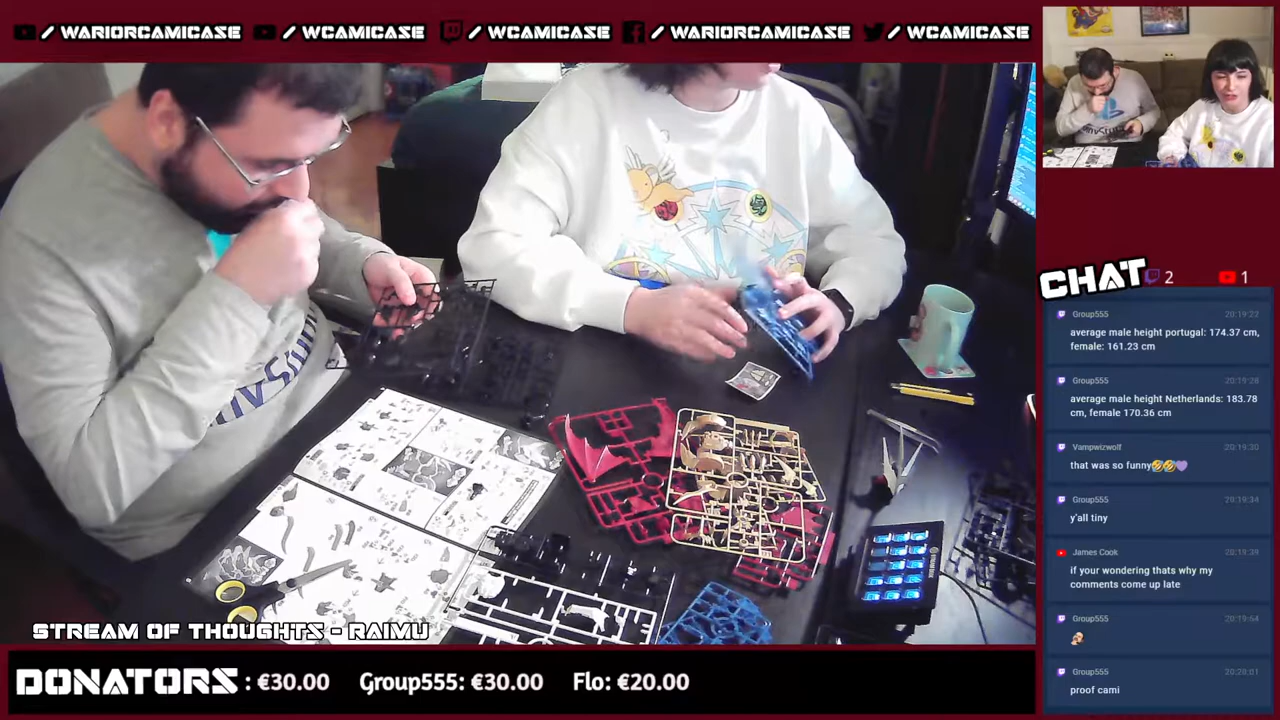 / WARIORCAMICASE / WCAMICASE / WCAMICASE / WARIORCAMICASE / WCAMICASE
CHAT 2 1
Group555 20:19:22
average male height portugal: 174.37 cm,
female: 161.23 cm
Group555 20:19:28
average male height Netherlands: 183.78
cm, female 170.36 cm
Vampwizwolf 20:19:30
that was so funny🤣🤣💜
Group555 20:19:34
y'all tiny
James Cook 20:19:39
if your wondering thats why my
comments come up late
Group555 20:19:54
Group555 20:20:01
proof cami
STREAM OF THOUGHTS - RAIMU
DONATORS : €30.00 Group555: €30.00 Flo: €20.00